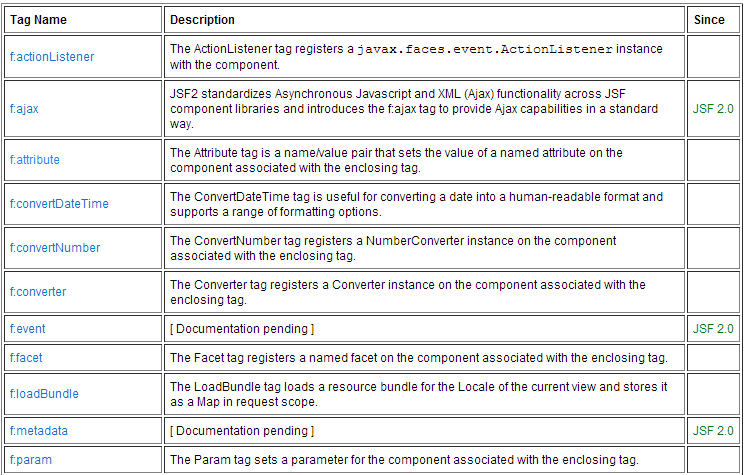 Tag Name Description Since
f:actionListener The ActionListener tag registers a javax.faces.event.ActionListener instance
with the component.
f:ajax JSF2 standardizes Asynchronous Javascript and XML (Ajax) functionality across JSF
component libraries and introduces the f:ajax tag to provide Ajax capabilities in a standard
way. JSF 2.0
f:attribute The Attribute tag is a name/value pair that sets the value of a named attribute on the
component associated with the enclosing tag.
f:convertDateTime The ConvertDateTime tag is useful for converting a date into a human-readable format and
supports a range of formatting options.
f:convertNumber The ConvertNumber tag registers a NumberConverter instance on the component
associated with the enclosing tag.
f:converter The Converter tag registers a Converter instance on the component associated with the
enclosing tag.
f:event [ Documentation pending ] JSF 2.0
f:facet The Facet tag registers a named facet on the component associated with the enclosing tag.
f:loadBundle The LoadBundle tag loads a resource bundle for the Locale of the current view and stores it
as a Map in request scope.
f:metadata [ Documentation pending ] JSF 2.0
f:param The Param tag sets a parameter for the component associated with the enclosing tag.